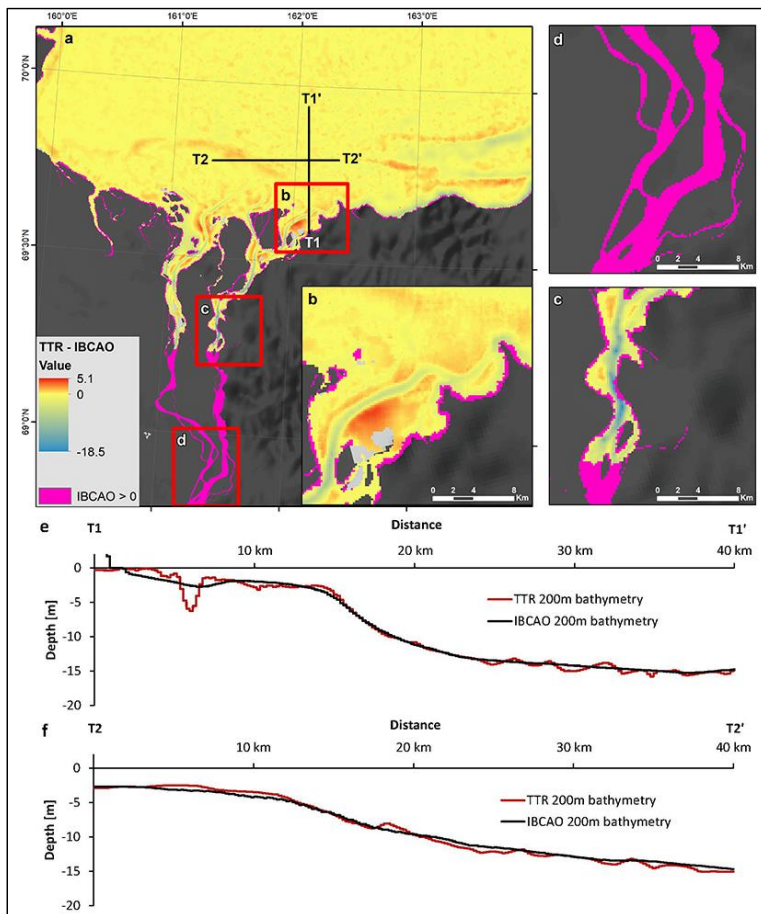 160°0'E 161°0'E 162°0'E 163°0'E
a
70°0'N
T1'
T2 T2'
b
T1
69°30'N
c
69°0'N
d
TTR - IBCAO
Value
5.1
0
-18.5
IBCAO > 0
b
0 2 4 8
Km
d
0 2 4 8
Km
c
0 2 4 8
Km
e T1 Distance T1′
10 km 20 km 30 km 40 km
0
-5
-10
-15
-20
Depth [m]
TTR 200m bathymetry
IBCAO 200m bathymetry
f T2 Distance T2′
10 km 20 km 30 km 40 km
0
-5
-10
-15
-20
Depth [m]
TTR 200m bathymetry
IBCAO 200m bathymetry